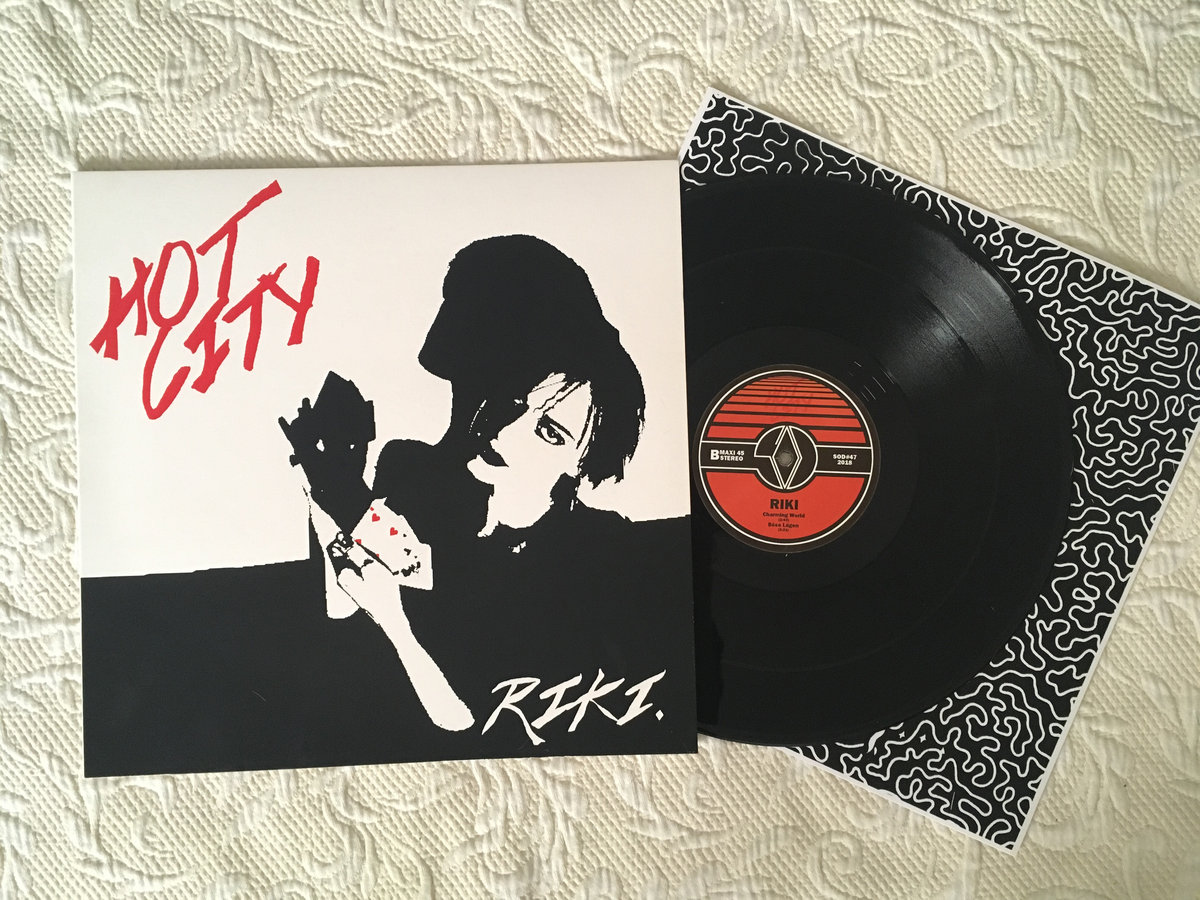 HOT
CITY
RIKI.
B MAXI 45
STEREO
SOD#47
2018
RIKI
Charming World
Böse Lügen